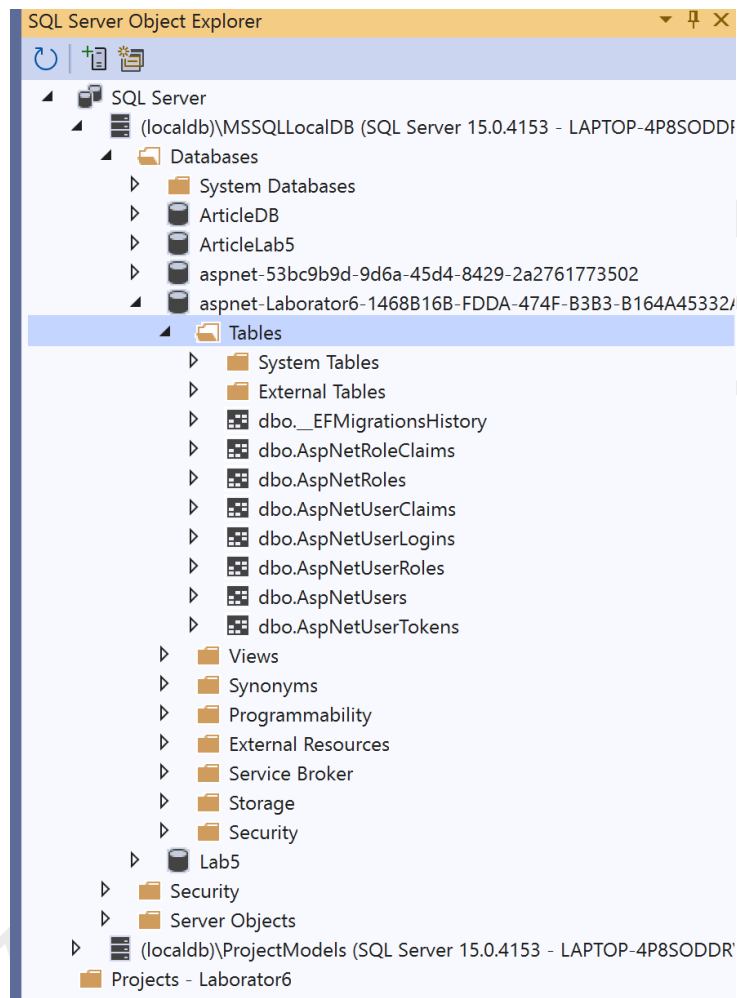 SQL Server Object Explorer
SQL Server
(localdb)\MSSQLLocalDB (SQL Server 15.0.4153 - LAPTOP-4P8SODDF
Databases
System Databases
ArticleDB
ArticleLab5
aspnet-53bc9b9d-9d6a-45d4-8429-2a2761773502
aspnet-Laborator6-1468B16B-FDDA-474F-B3B3-B164A45332A
Tables
System Tables
External Tables
dbo.__EFMigrationsHistory
dbo.AspNetRoleClaims
dbo.AspNetRoles
dbo.AspNetUserClaims
dbo.AspNetUserLogins
dbo.AspNetUserRoles
dbo.AspNetUsers
dbo.AspNetUserTokens
Views
Synonyms
Programmability
External Resources
Service Broker
Storage
Security
Lab5
Security
Server Objects
(localdb)\ProjectModels (SQL Server 15.0.4153 - LAPTOP-4P8SODDR
Projects - Laborator6